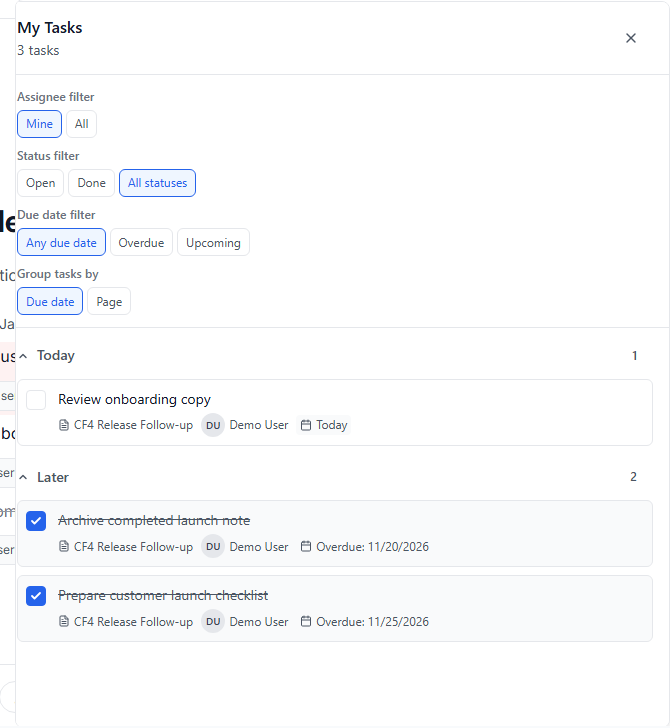 My Tasks
3 tasks
Assignee filter
Mine All
Status filter
Open Done All statuses
Due date filter
Any due date Overdue Upcoming
Group tasks by
Due date Page
Today 1
Review onboarding copy
CF4 Release Follow-up DU Demo User Today
Later 2
Archive completed launch note
CF4 Release Follow-up DU Demo User Overdue: 11/20/2026
Prepare customer launch checklist
CF4 Release Follow-up DU Demo User Overdue: 11/25/2026